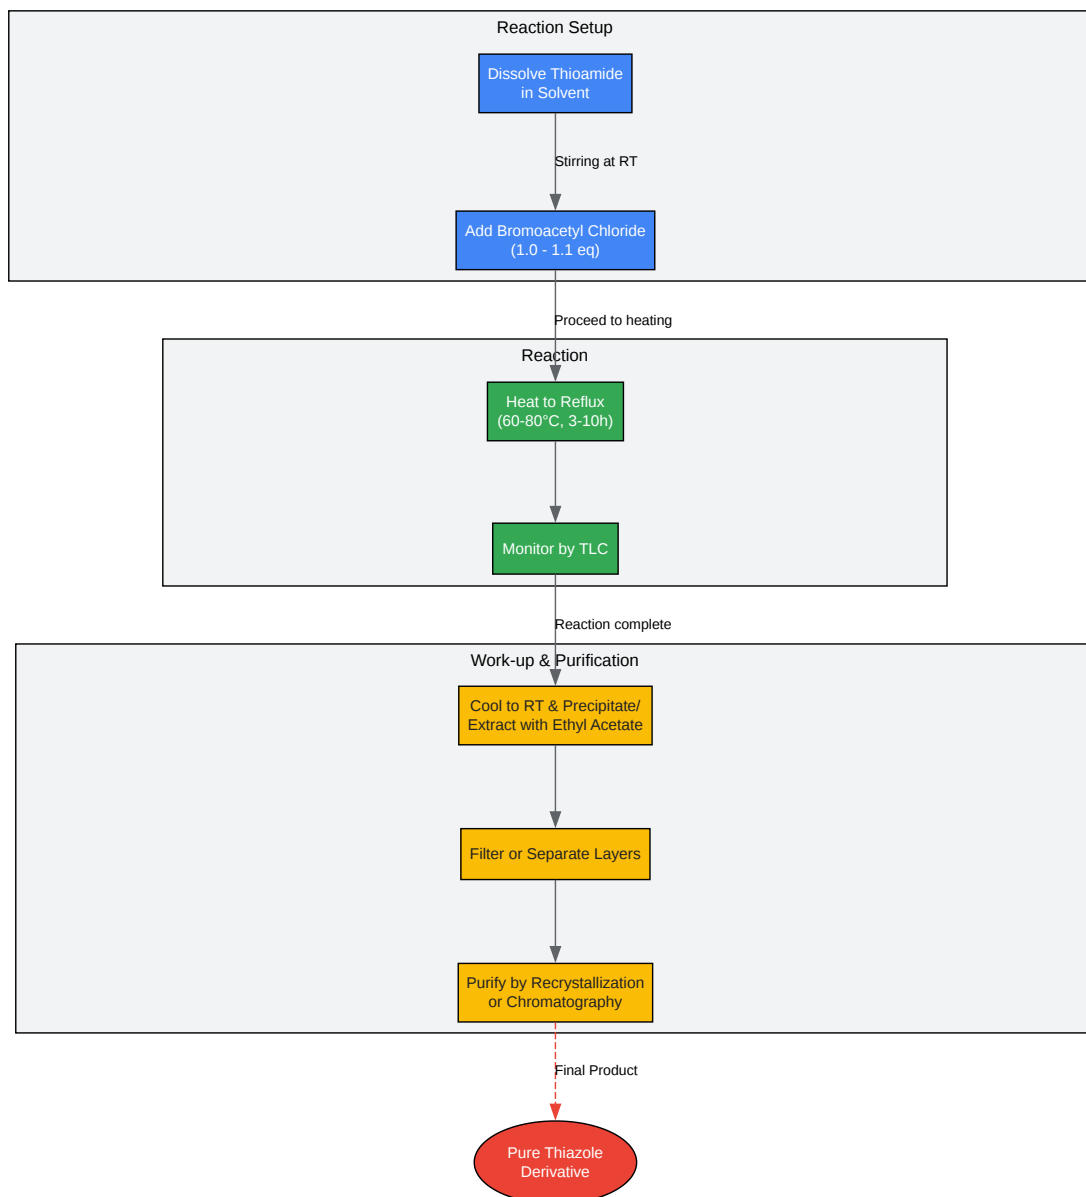 Reaction Setup
Dissolve Thioamide
in Solvent
Stirring at RT
Add Bromoacetyl Chloride
(1.0 - 1.1 eq)
Proceed to heating
Reaction
Heat to Reflux
(60-80°C, 3-10h)
Monitor by TLC
Reaction complete
Work-up & Purification
Cool to RT & Precipitate/
Extract with Ethyl Acetate
Filter or Separate Layers
Purify by Recrystallization
or Chromatography
Final Product
Pure Thiazole
Derivative